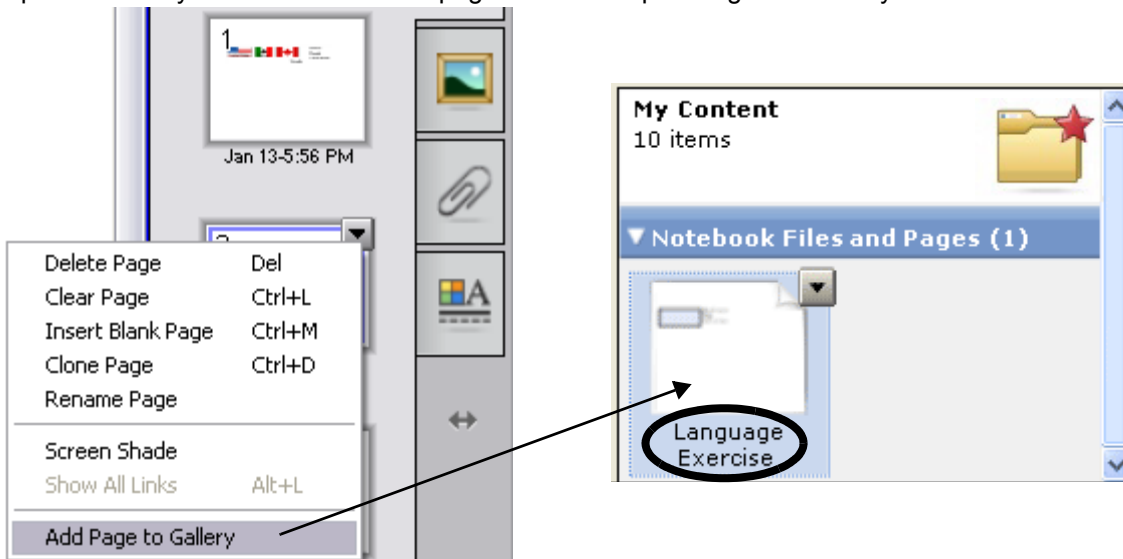 1
Jan 13-5:56 PM
Delete Page Del
Clear Page Ctrl+L
Insert Blank Page Ctrl+M
Clone Page Ctrl+D
Rename Page
Screen Shade
Show All Links Alt+L
Add Page to Gallery
A
My Content
10 items
Notebook Files and Pages (1)
Language
Exercise